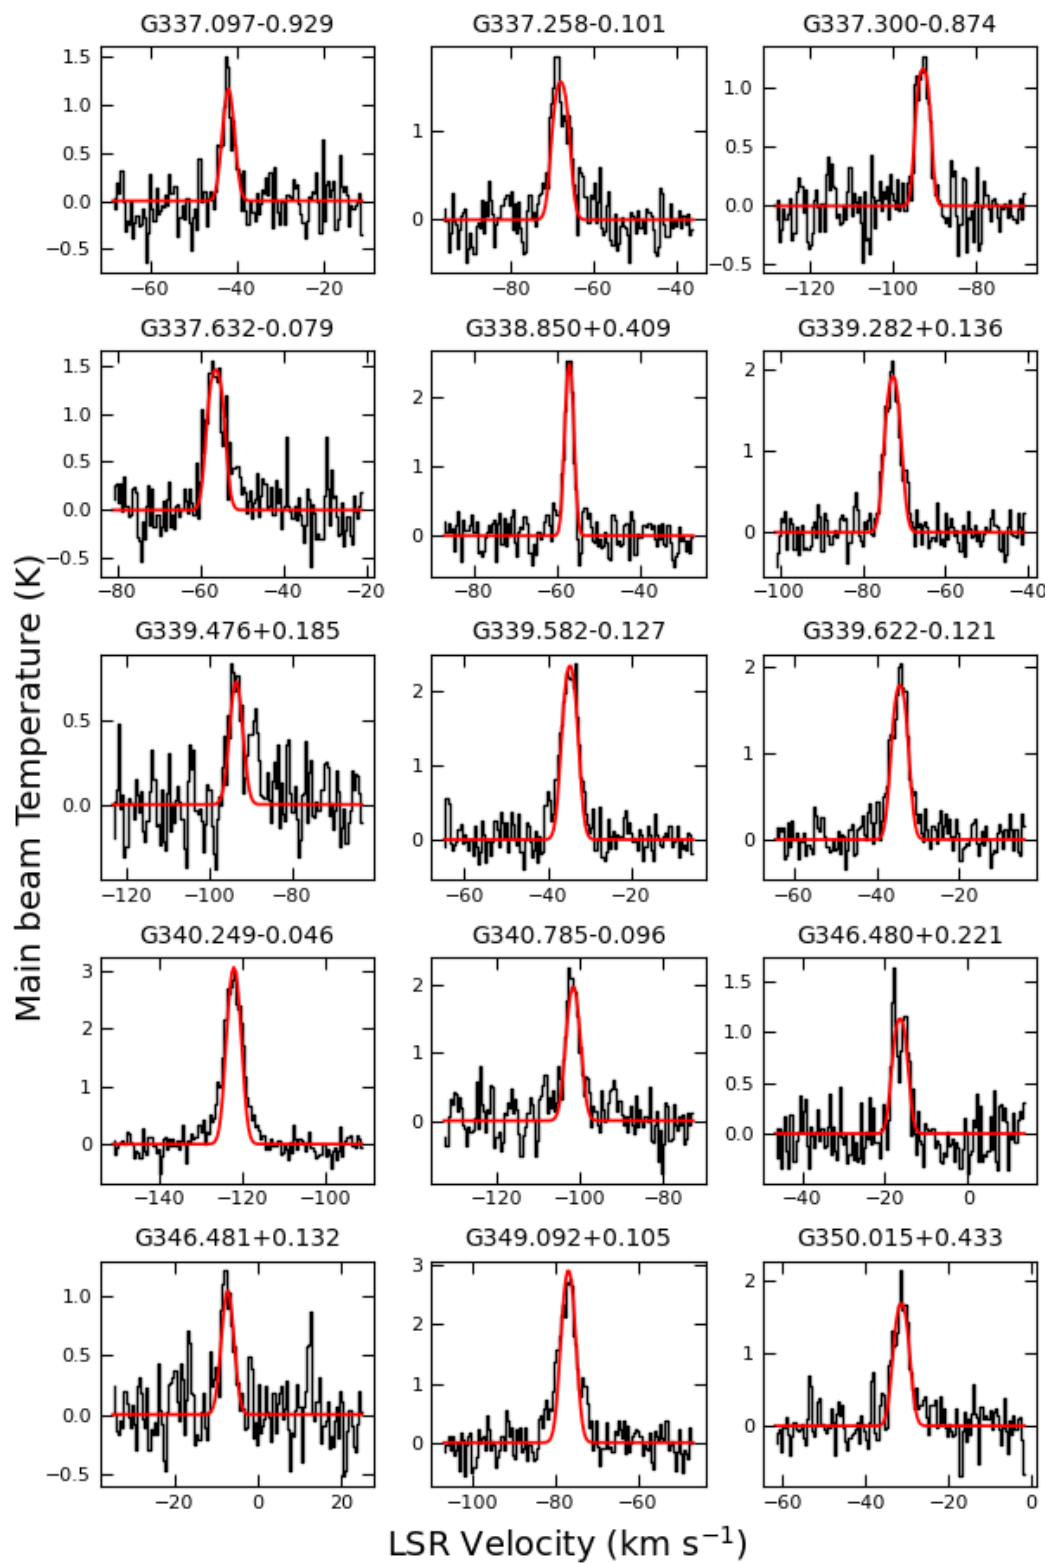 G337.097-0.929 G337.258-0.101 G337.300-0.874
1.5 1.0 0.5 0.0 −0.5
1 0
1.0 0.5 0.0 −0.5
−60 −40 −20 −80 −60 −40 −120 −100 −80
G337.632-0.079 G338.850+0.409 G339.282+0.136
1.5 1.0 0.5 0.0 −0.5
2 1 0
2 1 0
−80 −60 −40 −20 −80 −60 −40 −100 −80 −60 −40
Main beam Temperature (K)
G339.476+0.185 G339.582-0.127 G339.622-0.121
0.5 0.0
2 1 0
2 1 0
−120 −100 −80 −60 −40 −20 −60 −40 −20
G340.249-0.046 G340.785-0.096 G346.480+0.221
3 2 1 0
2 1 0
1.5 1.0 0.5 0.0
−140 −120 −100 −120 −100 −80 −40 −20 0
G346.481+0.132 G349.092+0.105 G350.015+0.433
1.0 0.5 0.0 −0.5
3 2 1 0
2 1 0
−20 0 20 −100 −80 −60 −60 −40 −20 0
LSR Velocity (km s⁻¹)